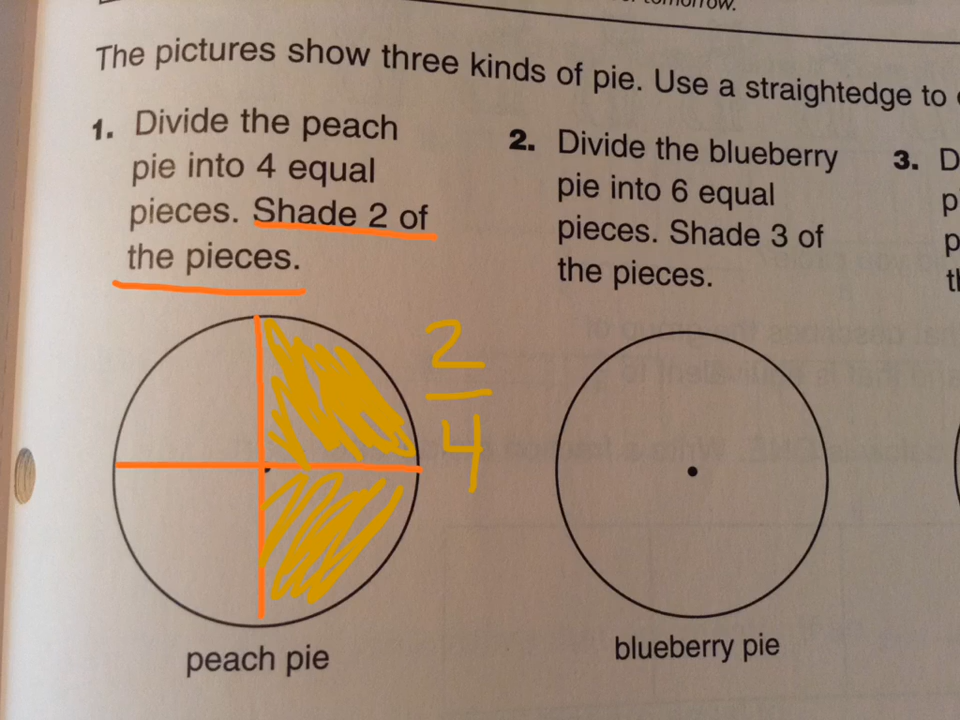 tomorrow.
The pictures show three kinds of pie. Use a straightedge to
1. Divide the peach
pie into 4 equal
pieces. Shade 2 of
the pieces.
2. Divide the blueberry
pie into 6 equal
pieces. Shade 3 of
the pieces.
3. D
p
p
th
2
4
peach pie
blueberry pie